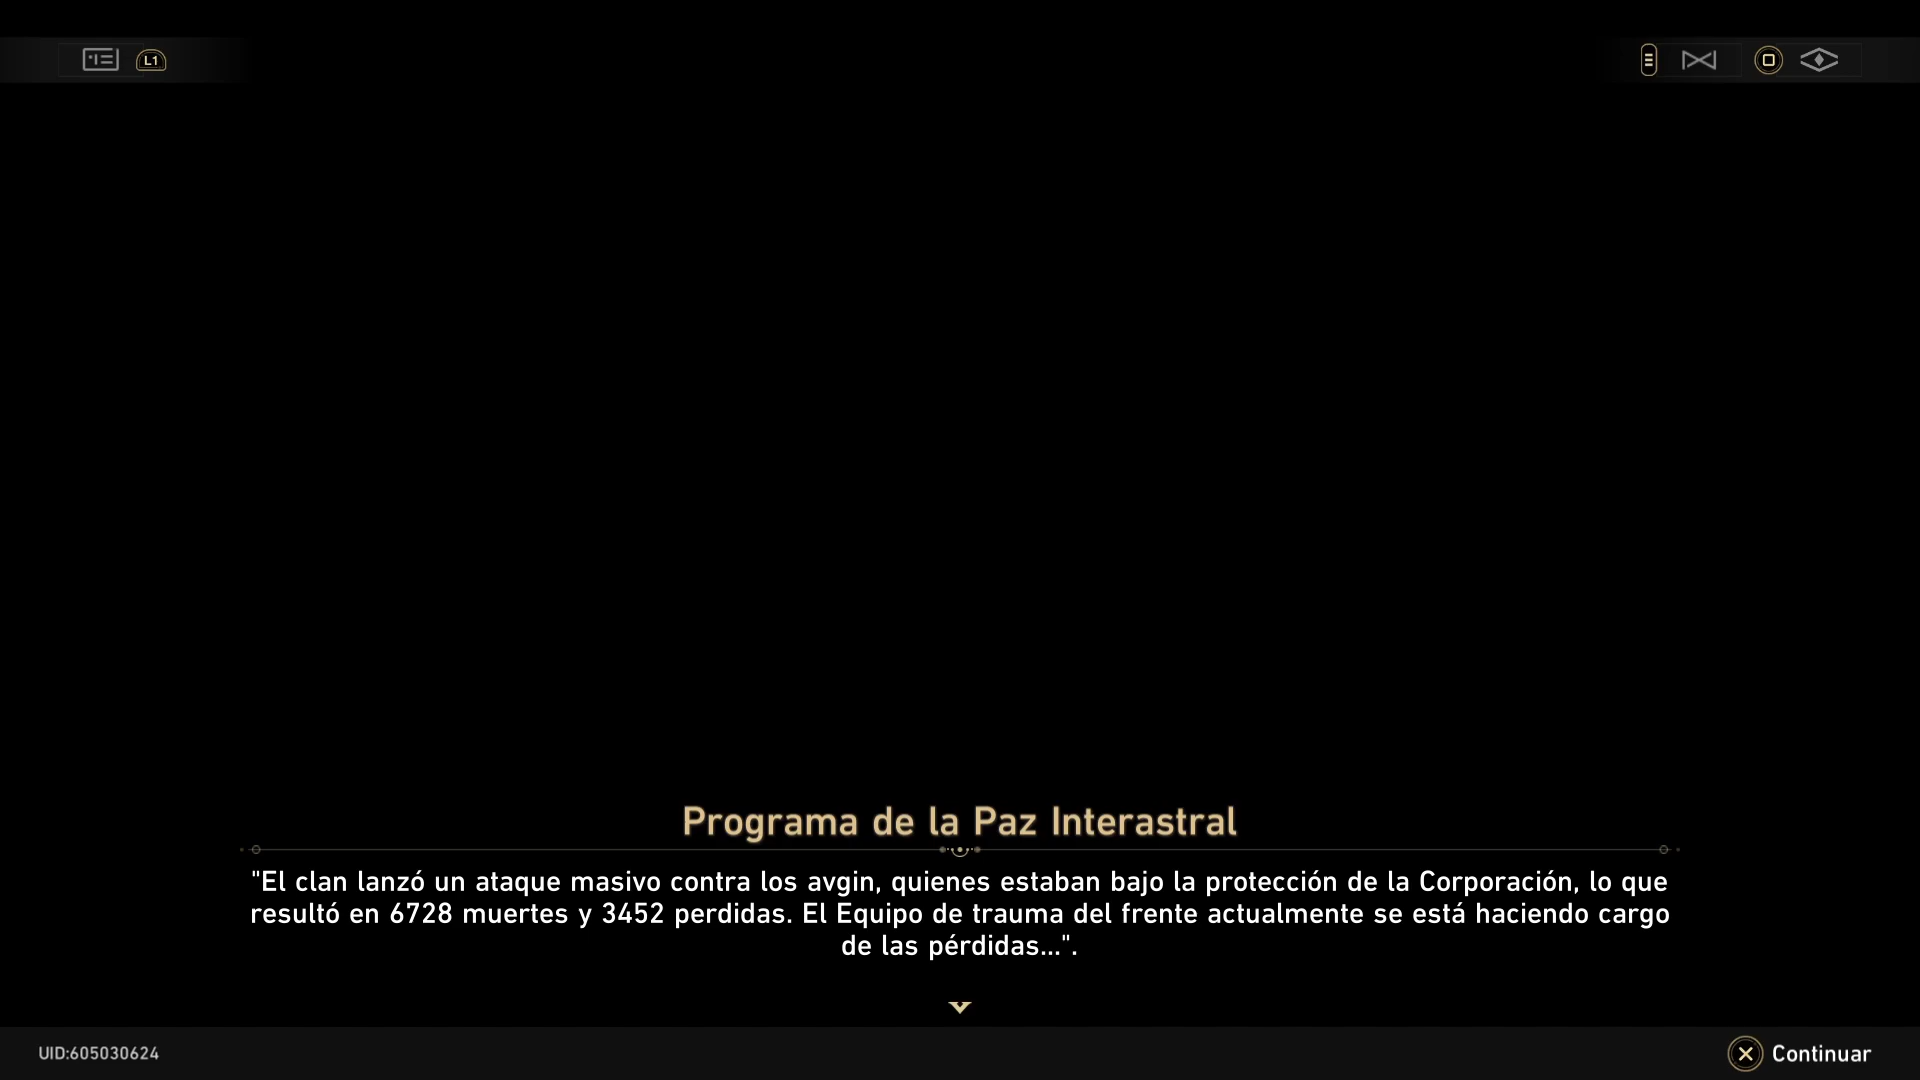 L1
Programa de la Paz Interastral
"El clan lanzó un ataque masivo contra los avgin, quienes estaban bajo la protección de la Corporación, lo que
resultó en 6728 muertes y 3452 perdidas. El Equipo de trauma del frente actualmente se está haciendo cargo
de las pérdidas...".
UID:605030624
Continuar